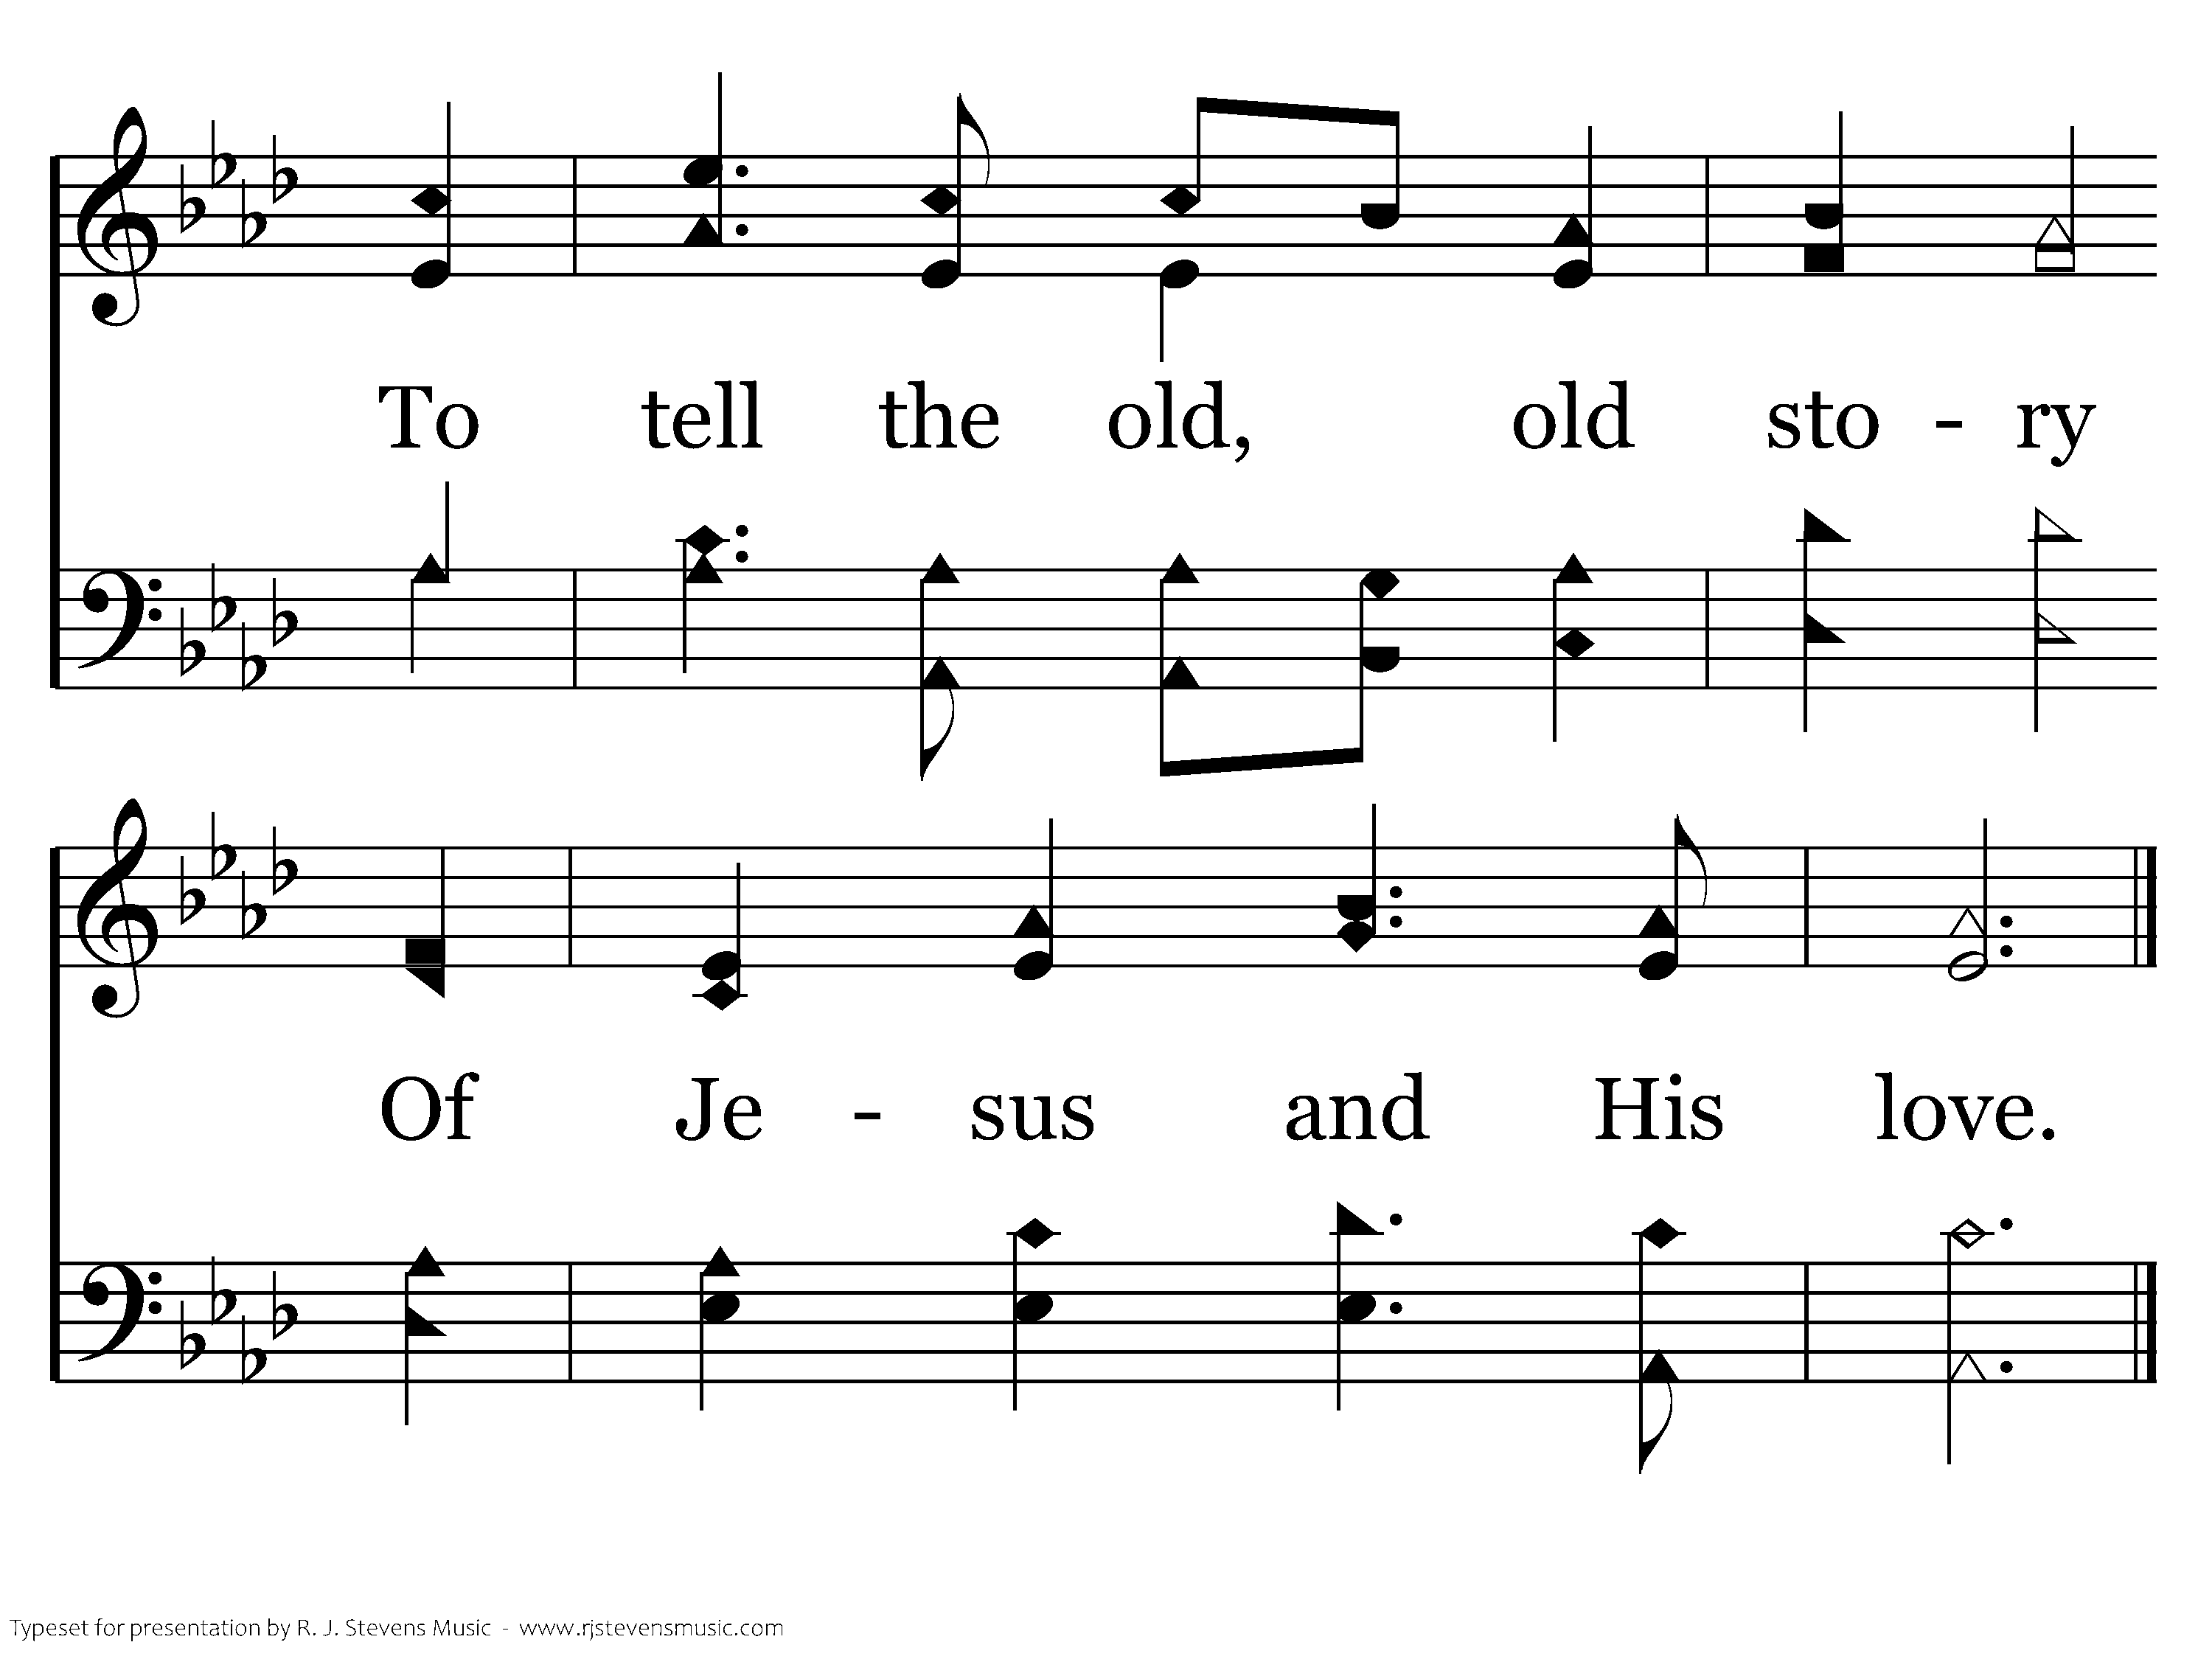 To tell the old, old sto - ry
Of Je - sus and His love.
Typeset for presentation by R. J. Stevens Music - www.rjstevensmusic.com